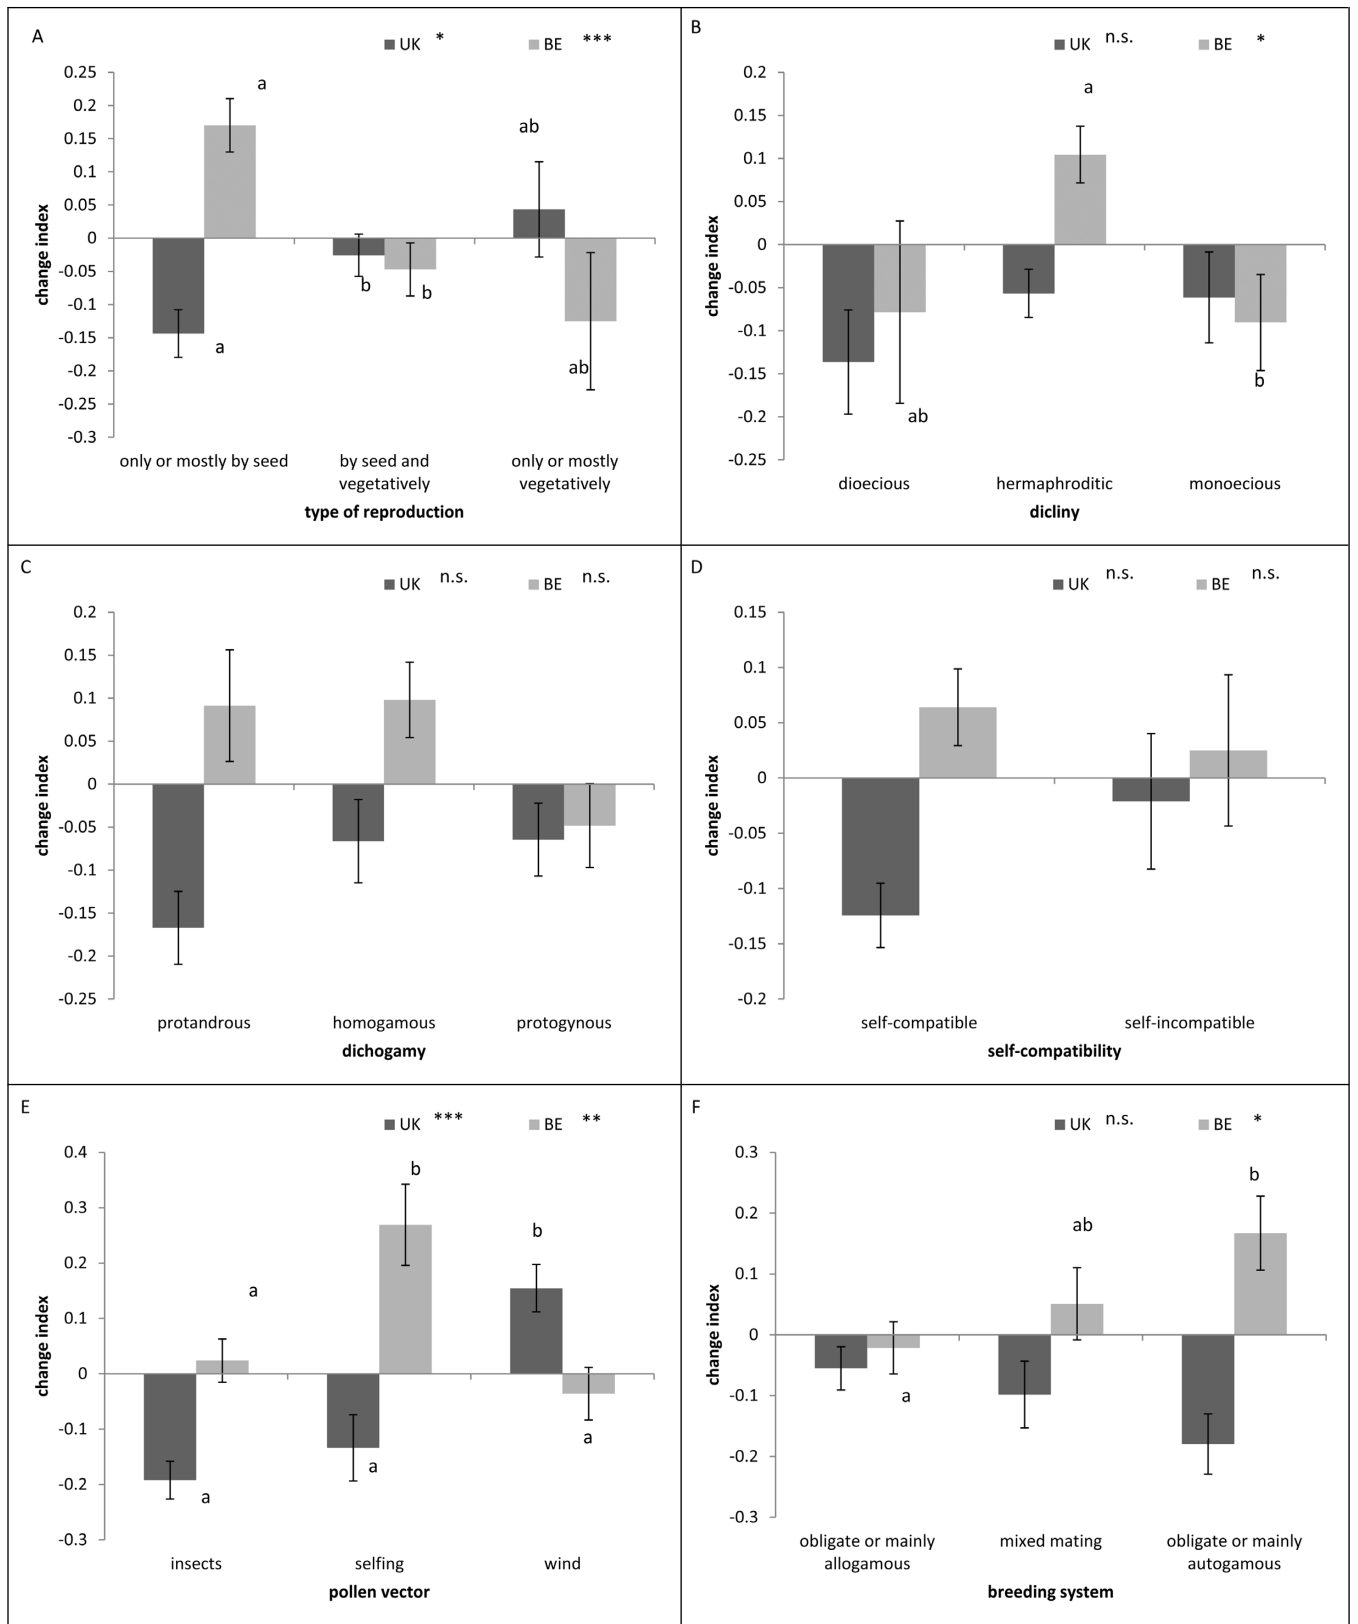 A
UK *
BE ***
0.25
0.2
0.15
0.1
0.05
0
-0.05
-0.1
-0.15
-0.2
-0.25
-0.3
change index
a
a
b
b
ab
ab
only or mostly by seed
by seed and
vegetatively
only or mostly
vegetatively
type of reproduction
B
UK n.s.
BE *
0.2
0.15
0.1
0.05
0
-0.05
-0.1
-0.15
-0.2
-0.25
change index
ab
a
b
dioecious
hermaphroditic
monoecious
dicliny
C
UK n.s.
BE n.s.
0.2
0.15
0.1
0.05
0
-0.05
-0.1
-0.15
-0.2
-0.25
change index
protandrous
homogamous
protogynous
dichogamy
D
UK n.s.
BE n.s.
0.15
0.1
0.05
0
-0.05
-0.1
-0.15
-0.2
change index
self-compatible
self-incompatible
self-compatibility
E
UK ***
BE **
0.4
0.3
0.2
0.1
0
-0.1
-0.2
-0.3
change index
a
a
b
a
b
a
insects
selfing
wind
pollen vector
F
UK n.s.
BE *
0.3
0.2
0.1
0
-0.1
-0.2
-0.3
change index
a
ab
b
obligate or mainly
allogamous
mixed mating
obligate or mainly
autogamous
breeding system